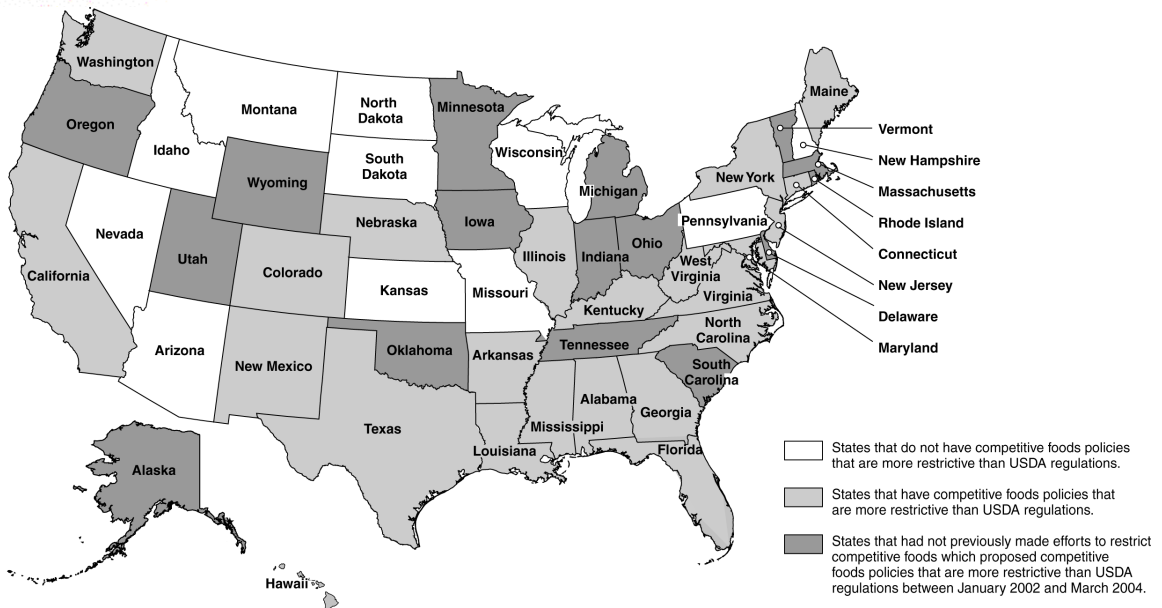 Washington
Oregon
Idaho
Montana
North
Dakota
South
Dakota
Minnesota
Wisconsin
Michigan
Wyoming
Nebraska
Iowa
Nevada
Utah
Colorado
California
Kansas
Missouri
Illinois
Indiana
Ohio
Pennsylvania
New York
Maine
Vermont
New Hampshire
Massachusetts
Rhode Island
Connecticut
New Jersey
Delaware
Maryland
West
Virginia
Virginia
Kentucky
North
Carolina
Tennessee
South
Carolina
Arizona
New Mexico
Oklahoma
Arkansas
Texas
Louisiana
Mississippi
Alabama
Georgia
Florida
Alaska
Hawaii
States that do not have competitive foods policies
that are more restrictive than USDA regulations.
States that have competitive foods policies that
are more restrictive than USDA regulations.
States that had not previously made efforts to restrict
competitive foods which proposed competitive
foods policies that are more restrictive than USDA
regulations between January 2002 and March 2004.